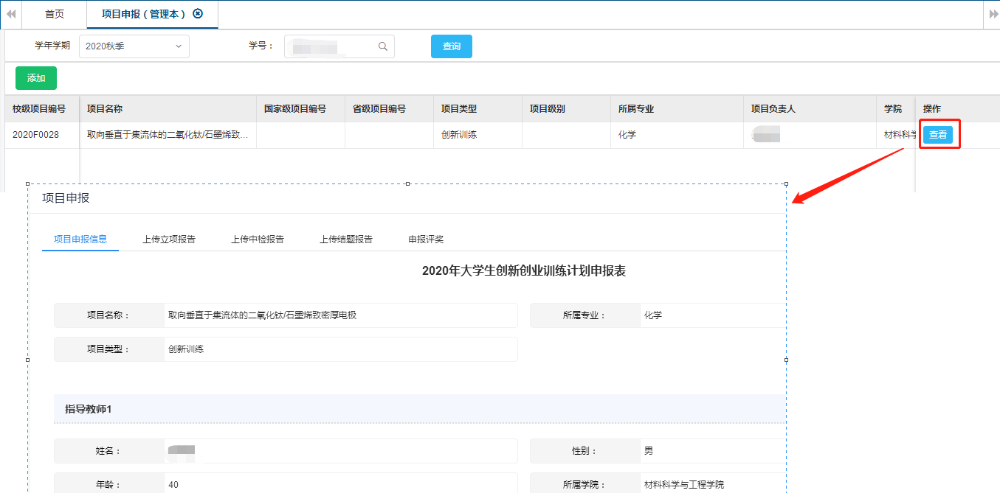 首页 项目申报（管理本）
学年学期 2020秋季 学号： 查询
添加
校级项目编号 项目名称 国家级项目编号 省级项目编号 项目类型 项目级别 所属专业 项目负责人 学院 操作
2020F0028 取向垂直于集流体的二氧化钛/石墨烯致... 创新训练 化学 材料科学 查看
项目申报
项目申报信息 上传立项报告 上传中检报告 上传结题报告 申报评奖
2020年大学生创新创业训练计划申报表
项目名称： 取向垂直于集流体的二氧化钛/石墨烯致密厚电极 所属专业： 化学
项目类型： 创新训练
指导教师1
姓名： 性别： 男
年龄： 40 所属学院： 材料科学与工程学院